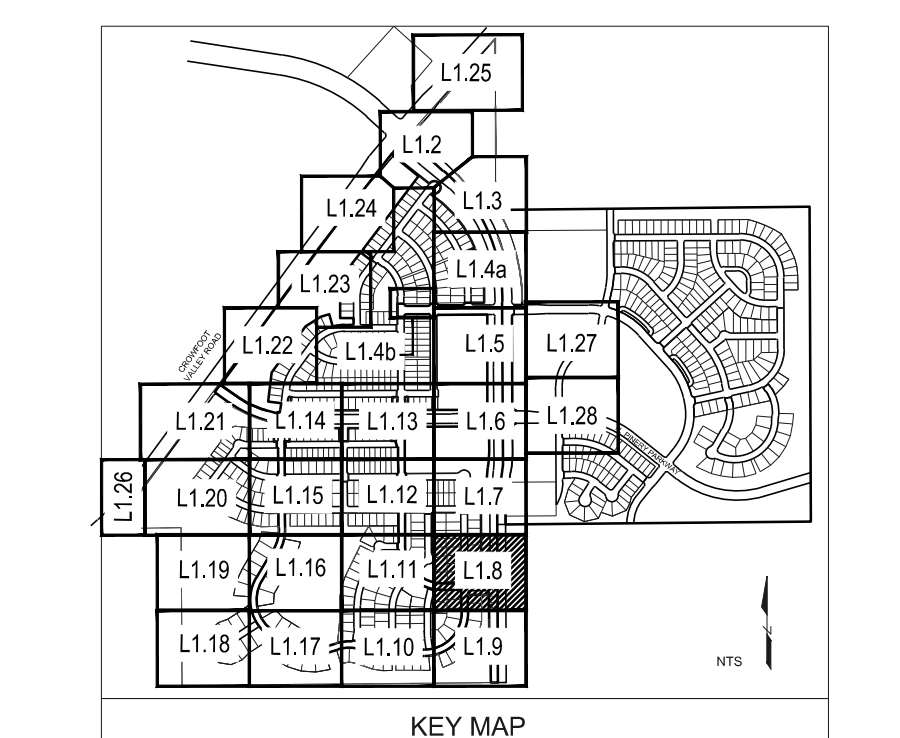 L1.25
L1.2
L1.3
L1.24
L1.4a
L1.23
L1.22
L1.4b
L1.5
L1.27
CROWFOOT
VALLEY ROAD
L1.21
L1.14
L1.13
L1.6
L1.28
PINERY PARKWAY
L1.26
L1.20
L1.15
L1.12
L1.7
L1.19
L1.16
L1.11
L1.8
L1.18
L1.17
L1.10
L1.9
N
NTS
KEY MAP